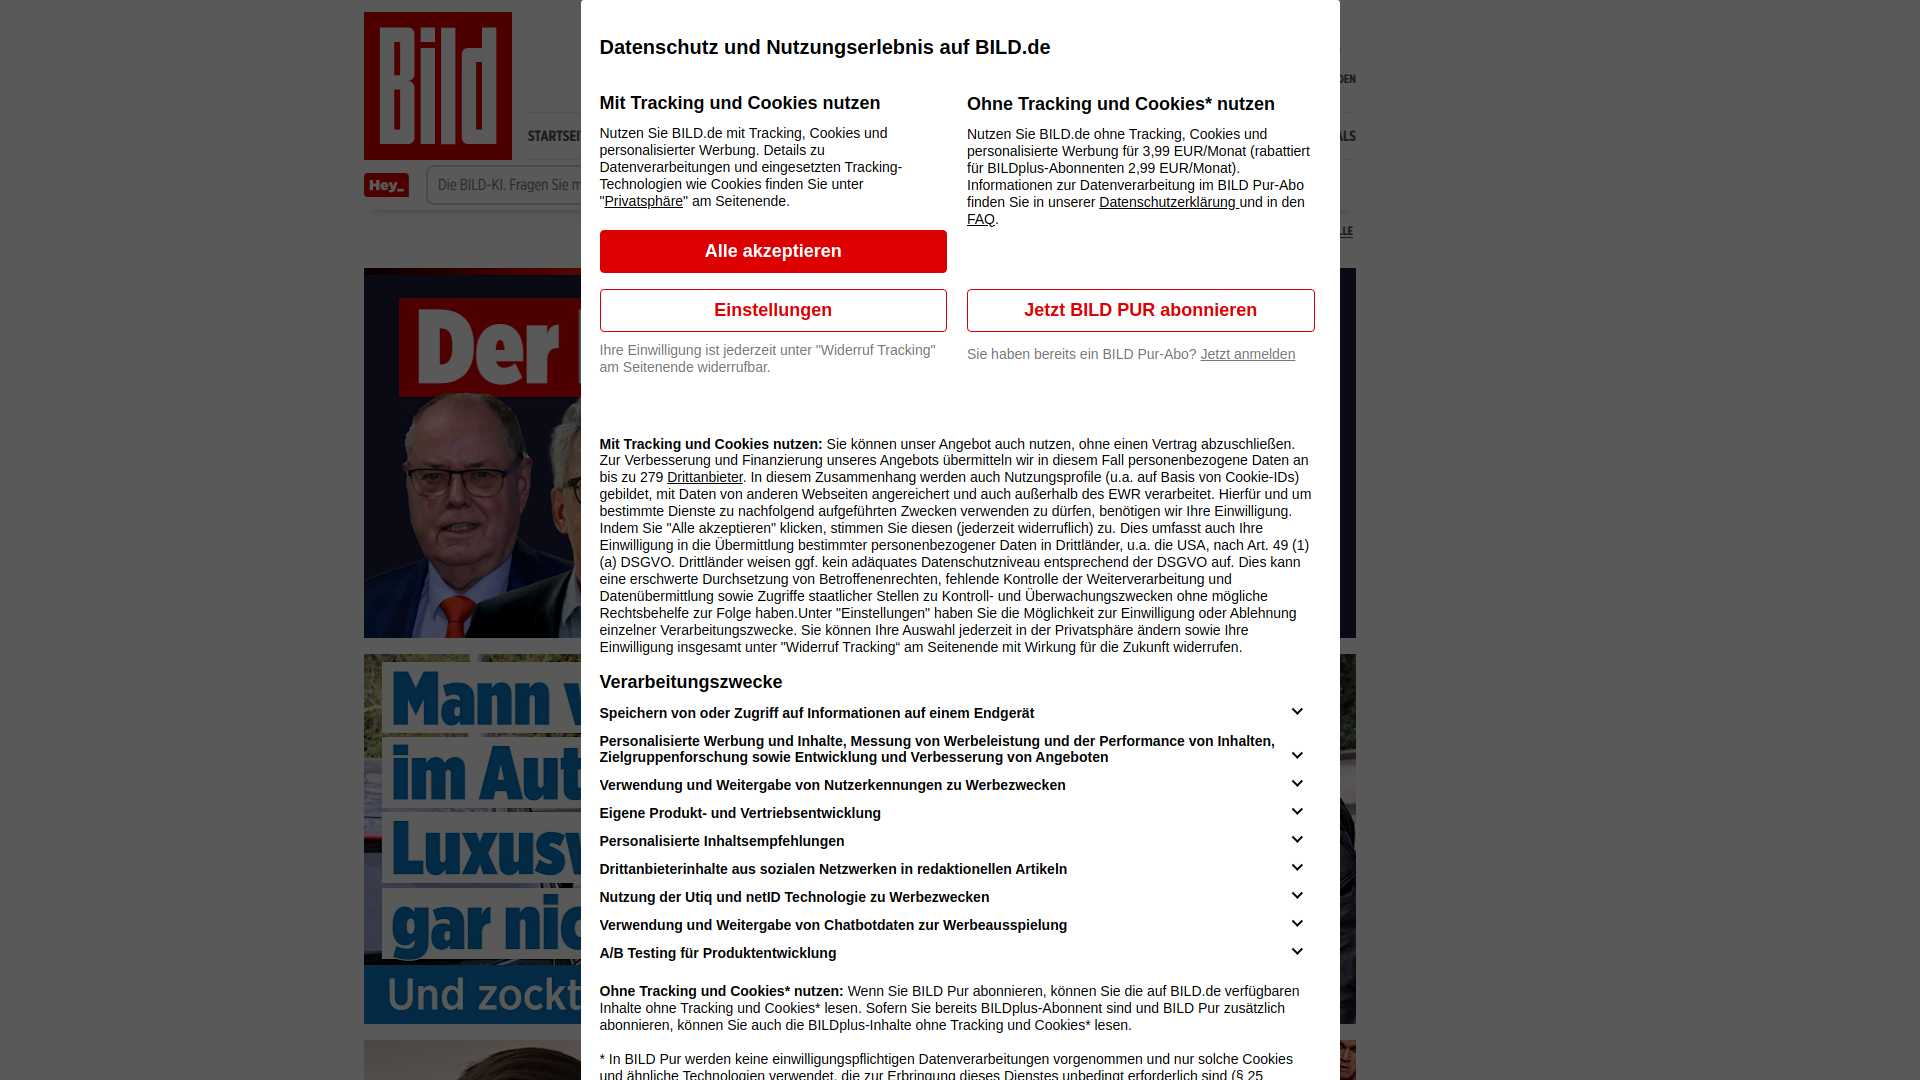 Bild
DEN
STARTSEI
ALS
Hey_
Die BILD-KI. Fragen Sie m
LLE
Der
Mann v
im Aut
Luxusv
gar nic
Und zockt
Datenschutz und Nutzungserlebnis auf BILD.de
Mit Tracking und Cookies nutzen
Nutzen Sie BILD.de mit Tracking, Cookies und
personalisierter Werbung. Details zu
Datenverarbeitungen und eingesetzten Tracking-
Technologien wie Cookies finden Sie unter
"Privatsphäre" am Seitenende.
Alle akzeptieren
Einstellungen
Ihre Einwilligung ist jederzeit unter "Widerruf Tracking"
am Seitenende widerrufbar.
Ohne Tracking und Cookies* nutzen
Nutzen Sie BILD.de ohne Tracking, Cookies und
personalisierte Werbung für 3,99 EUR/Monat (rabattiert
für BILDplus-Abonnenten 2,99 EUR/Monat).
Informationen zur Datenverarbeitung im BILD Pur-Abo
finden Sie in unserer Datenschutzerklärung und in den
FAQ.
Jetzt BILD PUR abonnieren
Sie haben bereits ein BILD Pur-Abo? Jetzt anmelden
Mit Tracking und Cookies nutzen: Sie können unser Angebot auch nutzen, ohne einen Vertrag abzuschließen.
Zur Verbesserung und Finanzierung unseres Angebots übermitteln wir in diesem Fall personenbezogene Daten an
bis zu 279 Drittanbieter. In diesem Zusammenhang werden auch Nutzungsprofile (u.a. auf Basis von Cookie-IDs)
gebildet, mit Daten von anderen Webseiten angereichert und auch außerhalb des EWR verarbeitet. Hierfür und um
bestimmte Dienste zu nachfolgend aufgeführten Zwecken verwenden zu dürfen, benötigen wir Ihre Einwilligung.
Indem Sie "Alle akzeptieren" klicken, stimmen Sie diesen (jederzeit widerruflich) zu. Dies umfasst auch Ihre
Einwilligung in die Übermittlung bestimmter personenbezogener Daten in Drittländer, u.a. die USA, nach Art. 49 (1)
(a) DSGVO. Drittländer weisen ggf. kein adäquates Datenschutzniveau entsprechend der DSGVO auf. Dies kann
eine erschwerte Durchsetzung von Betroffenenrechten, fehlende Kontrolle der Weiterverarbeitung und
Datenübermittlung sowie Zugriffe staatlicher Stellen zu Kontroll- und Überwachungszwecken ohne mögliche
Rechtsbehelfe zur Folge haben.Unter "Einstellungen" haben Sie die Möglichkeit zur Einwilligung oder Ablehnung
einzelner Verarbeitungszwecke. Sie können Ihre Auswahl jederzeit in der Privatsphäre ändern sowie Ihre
Einwilligung insgesamt unter "Widerruf Tracking“ am Seitenende mit Wirkung für die Zukunft widerrufen.
Verarbeitungszwecke
Speichern von oder Zugriff auf Informationen auf einem Endgerät
Personalisierte Werbung und Inhalte, Messung von Werbeleistung und der Performance von Inhalten,
Zielgruppenforschung sowie Entwicklung und Verbesserung von Angeboten
Verwendung und Weitergabe von Nutzerkennungen zu Werbezwecken
Eigene Produkt- und Vertriebsentwicklung
Personalisierte Inhaltsempfehlungen
Drittanbieterinhalte aus sozialen Netzwerken in redaktionellen Artikeln
Nutzung der Utiq und netID Technologie zu Werbezwecken
Verwendung und Weitergabe von Chatbotdaten zur Werbeausspielung
A/B Testing für Produktentwicklung
Ohne Tracking und Cookies* nutzen: Wenn Sie BILD Pur abonnieren, können Sie die auf BILD.de verfügbaren
Inhalte ohne Tracking und Cookies* lesen. Sofern Sie bereits BILDplus-Abonnent sind und BILD Pur zusätzlich
abonnieren, können Sie auch die BILDplus-Inhalte ohne Tracking und Cookies* lesen.
* In BILD Pur werden keine einwilligungspflichtigen Datenverarbeitungen vorgenommen und nur solche Cookies
und ähnliche Technologien verwendet, die zur Erbringung dieses Dienstes unbedingt erforderlich sind (§ 25